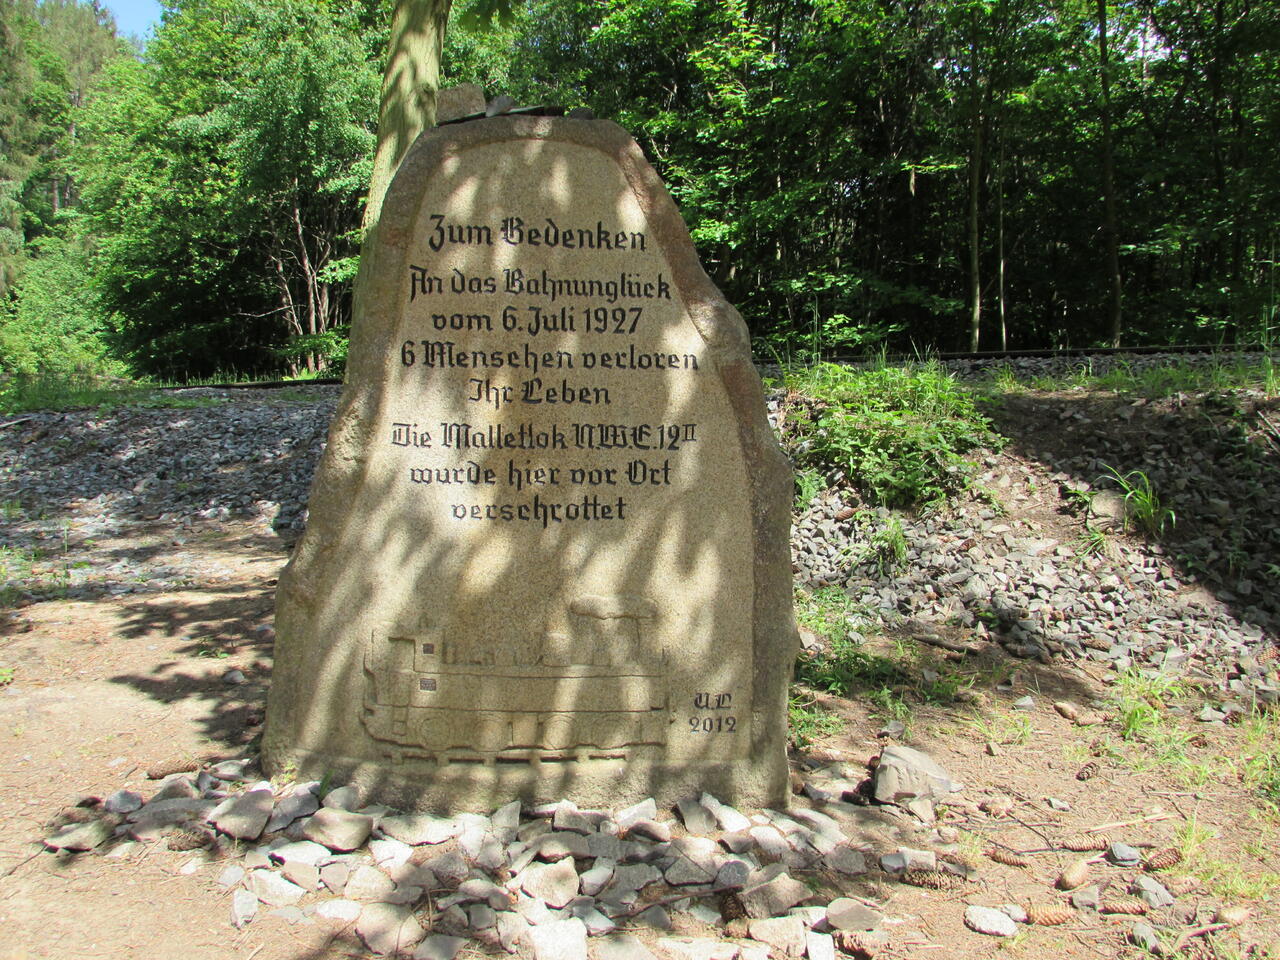 Zum Gedenken
An das Bahnunglück
vom 6. Juli 1927
6 Menschen verloren
Ihr Leben
Die Malletlok NWE.12II
wurde hier vor Ort
verschrottet
UL
2012